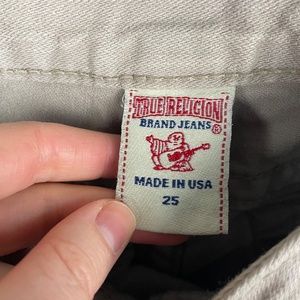 TRUE RELIGION
BRAND JEANS
MADE IN USA
25